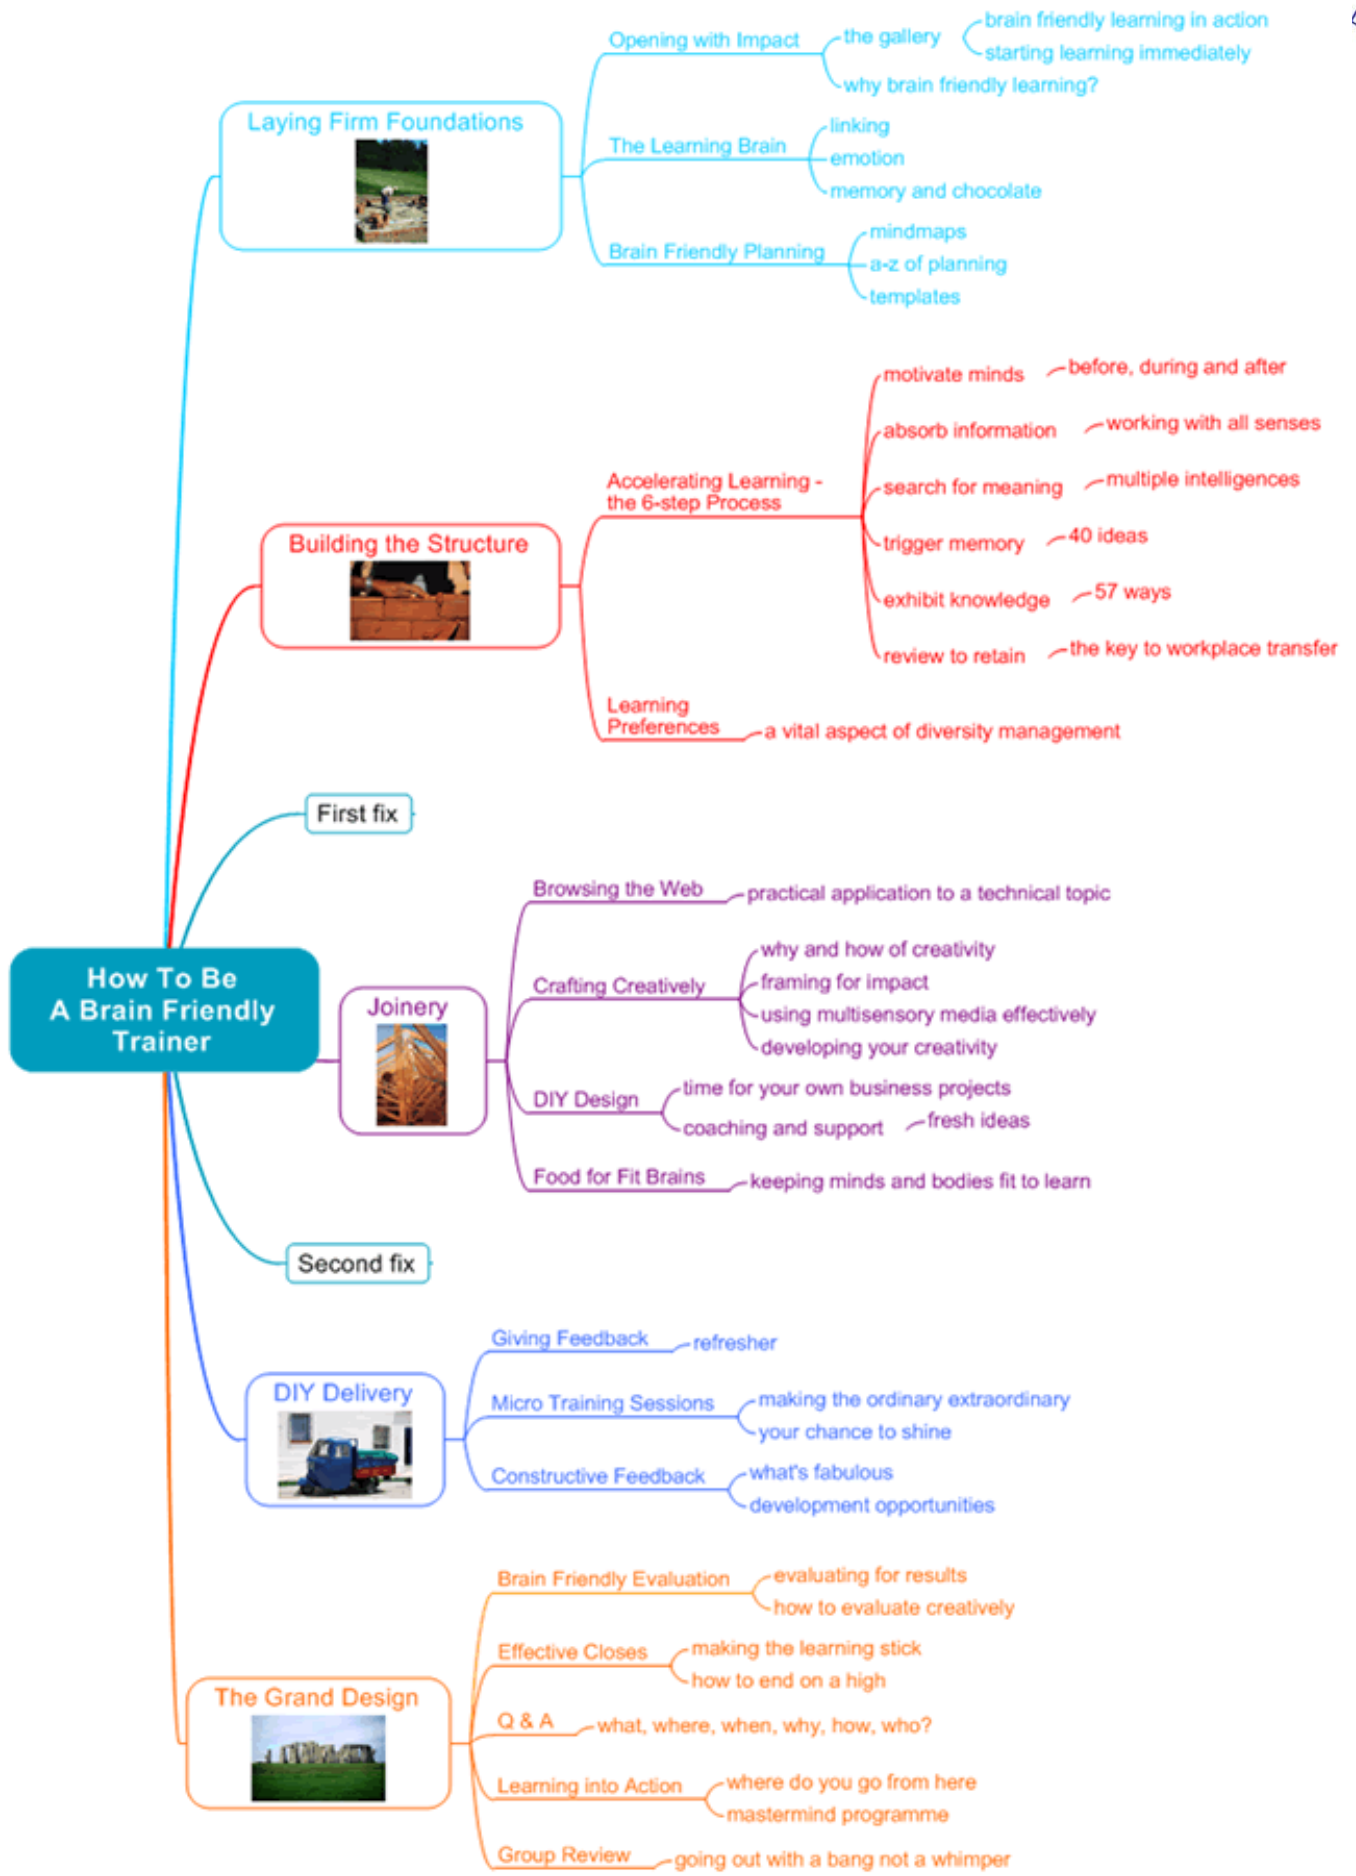 How To Be
A Brain Friendly
Trainer
Laying Firm Foundations
Opening with Impact
the gallery
brain friendly learning in action
starting learning immediately
why brain friendly learning?
The Learning Brain
linking
emotion
memory and chocolate
Brain Friendly Planning
mindmaps
a-z of planning
templates
Building the Structure
Accelerating Learning -
the 6-step Process
motivate minds
before, during and after
absorb information
working with all senses
search for meaning
multiple intelligences
trigger memory
40 ideas
exhibit knowledge
57 ways
review to retain
the key to workplace transfer
Learning
Preferences
a vital aspect of diversity management
First fix
Joinery
Browsing the Web
practical application to a technical topic
Crafting Creatively
why and how of creativity
framing for impact
using multisensory media effectively
developing your creativity
DIY Design
time for your own business projects
coaching and support
fresh ideas
Food for Fit Brains
keeping minds and bodies fit to learn
Second fix
DIY Delivery
Giving Feedback
refresher
Micro Training Sessions
making the ordinary extraordinary
your chance to shine
Constructive Feedback
what's fabulous
development opportunities
The Grand Design
Brain Friendly Evaluation
evaluating for results
how to evaluate creatively
Effective Closes
making the learning stick
how to end on a high
Q & A
what, where, when, why, how, who?
Learning into Action
where do you go from here
mastermind programme
Group Review
going out with a bang not a whimper